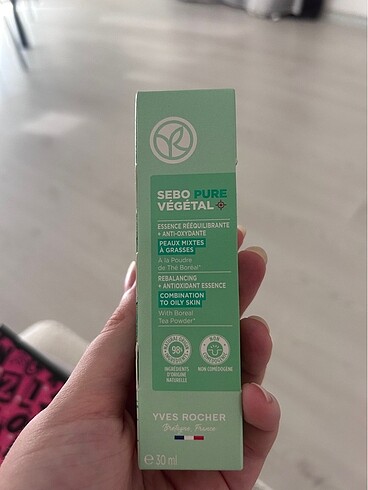 SEBO PURE
VÉGÉTAL
ESSENCE RÉÉQUILIBRANTE
+ ANTI-OXYDANTE
PEAUX MIXTES
À GRASSES
À la Poudre
de Thé Boréal*
REBALANCING
+ ANTIOXIDANT ESSENCE
COMBINATION
TO OILY SKIN
With Boreal
Tea Powder*
98%
INGRÉDIENTS
D'ORIGINE
NATURELLE
NON COMÉDOGÈNE
YVES ROCHER
Bretagne, France
℮ 30 ml